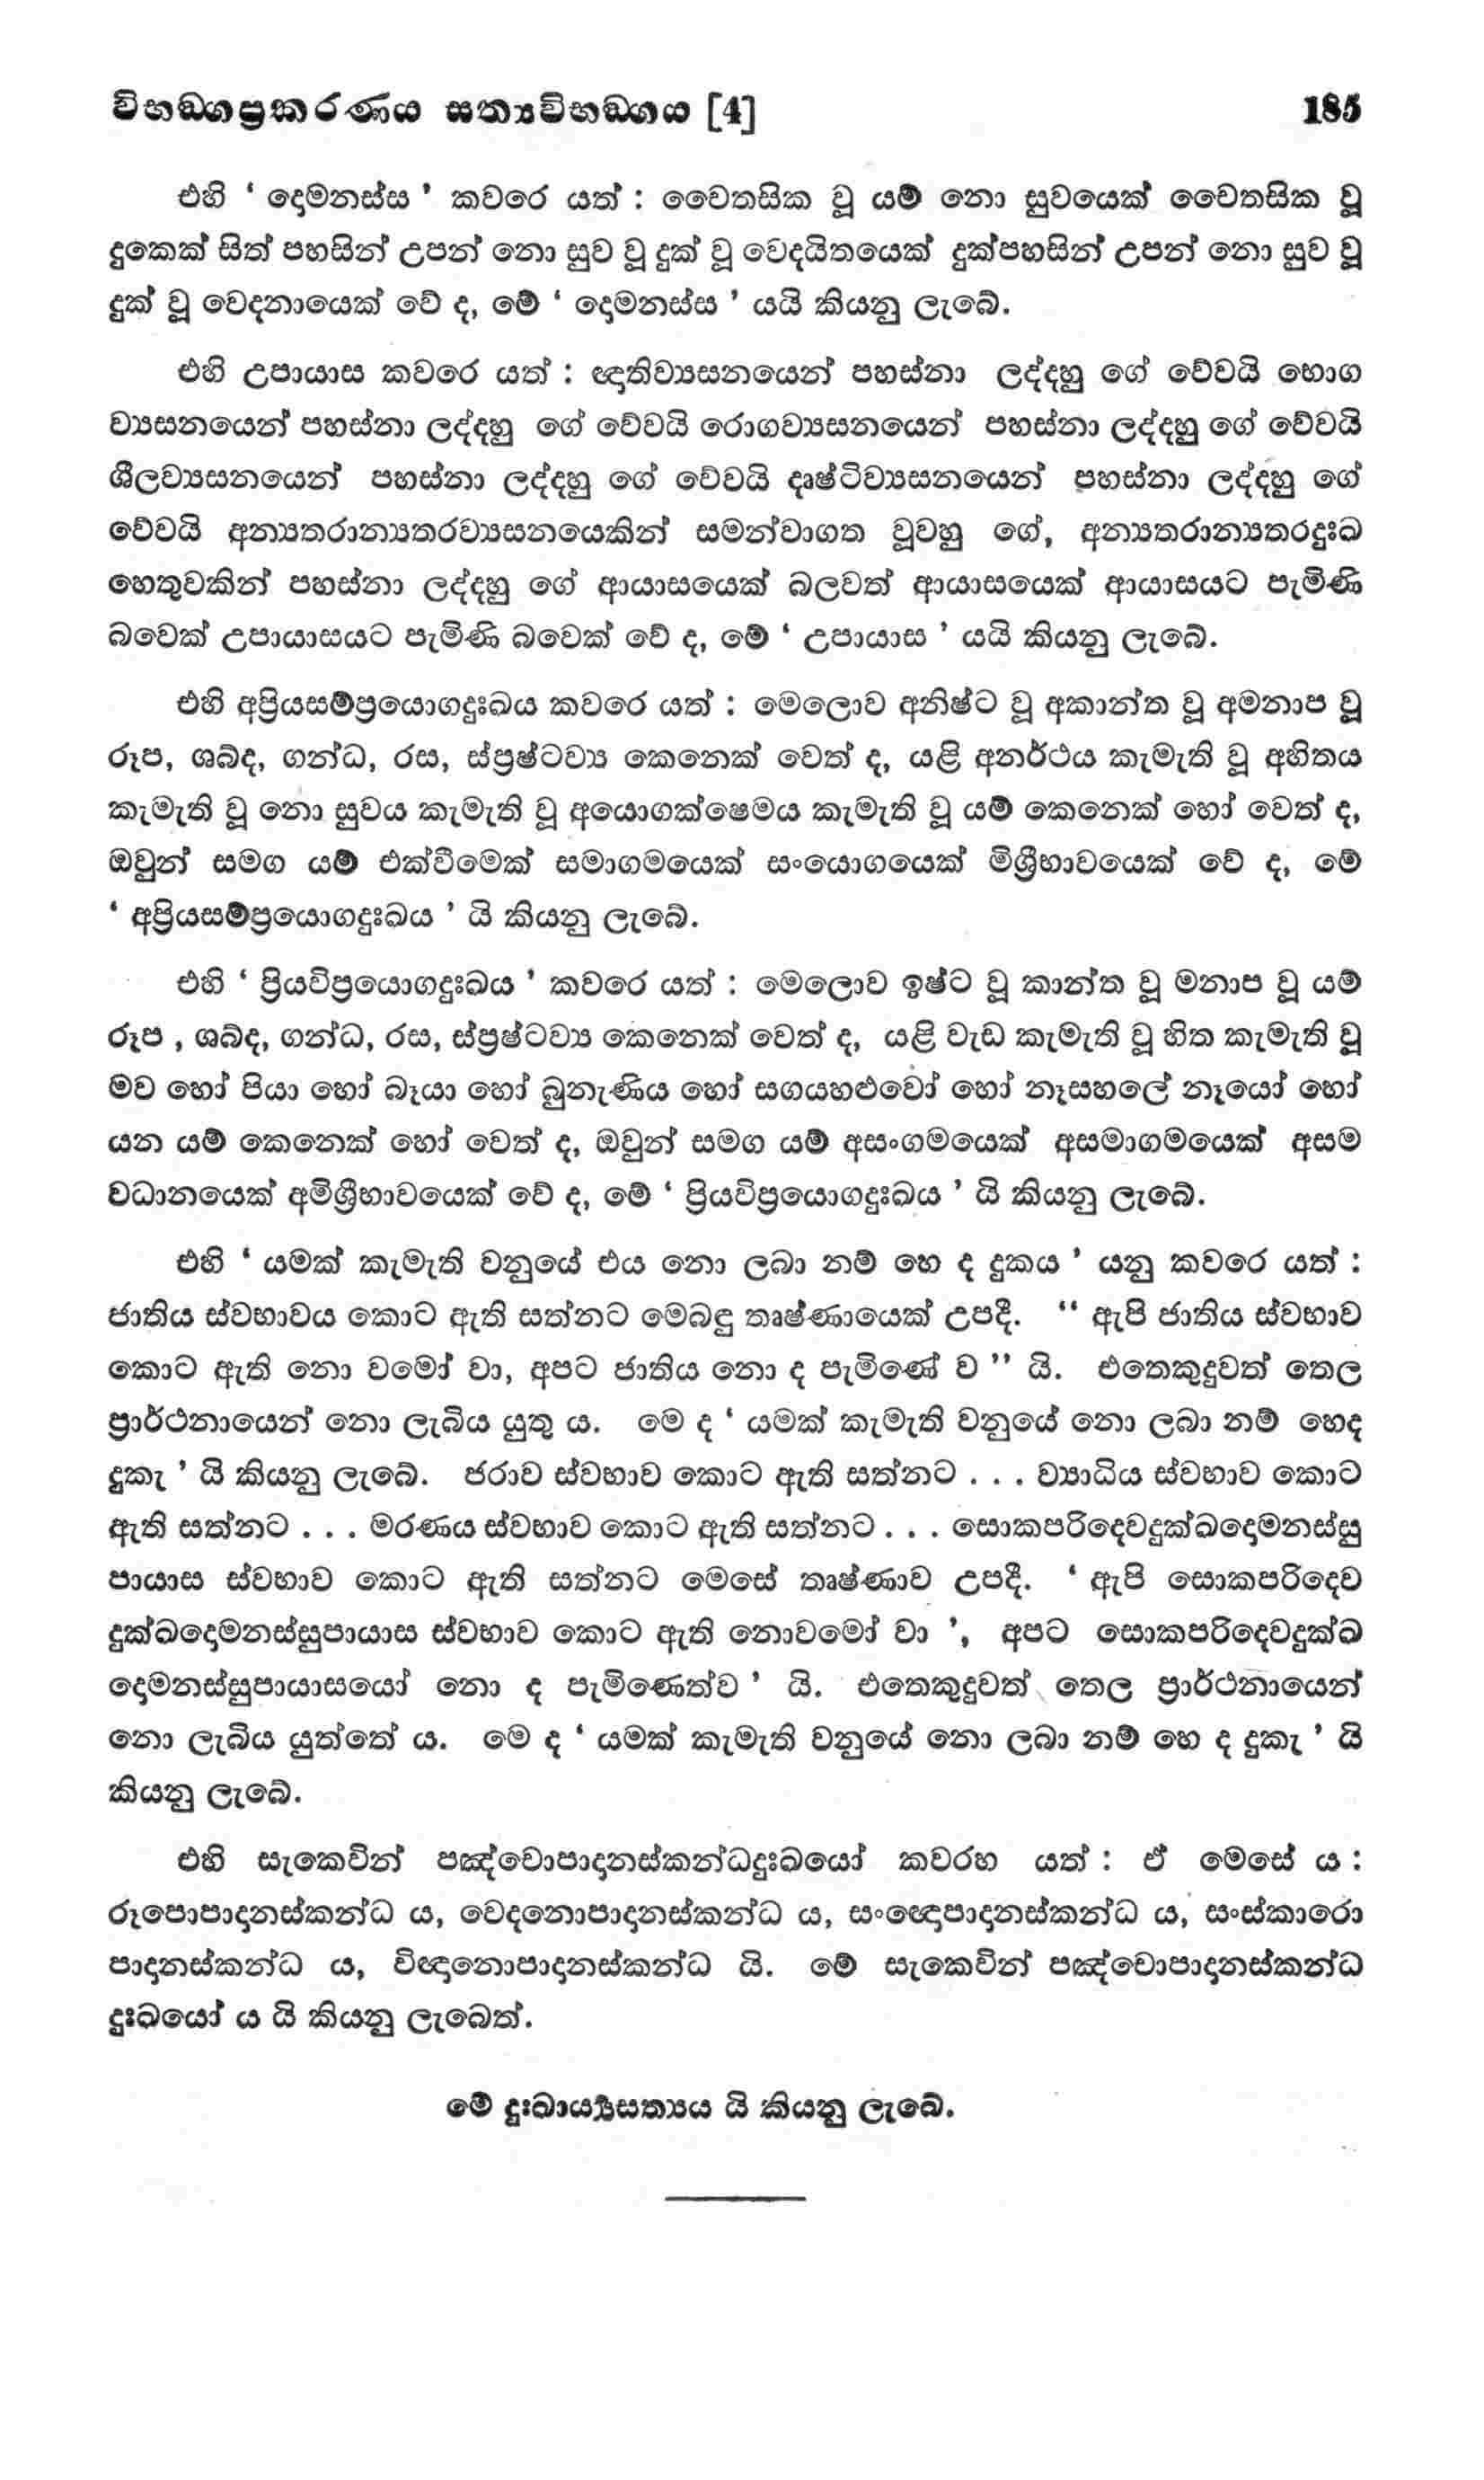 විභඞ්ගප්‍රකරණය සත්‍යවිභඞ්ගය [4] 185
එහි ‘ දොමනස්ස ’ කවරෙ යත් : චෛතසික වූ යම් නො සුවයෙක් චෛතසික වූ
දුකෙක් සිත් පහසින් උපන් නො සුව වූ දුක් වූ වෙදයිතයෙක් දුක්පහසින් උපන් නො සුව වූ
දුක් වූ වෙදනායෙක් වේ ද, මේ ‘ දොමනස්ස ’ යයි කියනු ලැබේ.
එහි උපායාස කවරෙ යත් : ඥාතිව්‍යසනයෙන් පහස්නා ලද්දහු ගේ වේවයි භොග
ව්‍යසනයෙන් පහස්නා ලද්දහු ගේ වේවයි රොගව්‍යසනයෙන් පහස්නා ලද්දහු ගේ වේවයි
ශීලව්‍යසනයෙන් පහස්නා ලද්දහු ගේ වේවයි දෘෂ්ටිව්‍යසනයෙන් පහස්නා ලද්දහු ගේ
වේවයි අන්‍යතරාන්‍යතරව්‍යසනයෙකින් සමන්වාගත වූවහු ගේ, අන්‍යතරාන්‍යතරදුඃඛ
හෙතුවකින් පහස්නා ලද්දහු ගේ ආයාසයෙක් බලවත් ආයාසයෙක් ආයාසයට පැමිණි
බවෙක් උපායාසයට පැමිණි බවෙක් වේ ද, මේ ‘ උපායාස ’ යයි කියනු ලැබේ.
එහි අප්‍රියසම්ප්‍රයොගදුඃඛය කවරෙ යත් : මෙලොව අනිෂ්ට වූ අකාන්ත වූ අමනාප වූ
රූප, ශබ්ද, ගන්ධ, රස, ස්ප්‍රෂ්ටව්‍ය කෙනෙක් වෙත් ද, යළි අනර්ථය කැමැති වූ අහිතය
කැමැති වූ නො සුවය කැමැති වූ අයොගක්ෂෙමය කැමැති වූ යම් කෙනෙක් හෝ වෙත් ද,
ඔවුන් සමග යම් එක්වීමෙක් සමාගමයෙක් සංයොගයෙක් මිශ්‍රීභාවයෙක් වේ ද, මේ
‘ අප්‍රියසම්ප්‍රයොගදුඃඛය ’ යි කියනු ලැබේ.
එහි ‘ ප්‍රියවිප්‍රයොගදුඃඛය ’ කවරෙ යත් : මෙලොව ඉෂ්ට වූ කාන්ත වූ මනාප වූ යම්
රූප , ශබ්ද, ගන්ධ, රස, ස්ප්‍රෂ්ටව්‍ය කෙනෙක් වෙත් ද, යළි වැඩ කැමැති වූ හිත කැමැති වූ
මව හෝ පියා හෝ බෑයා හෝ බුනැණිය හෝ සගයහළුවෝ හෝ නෑසහලේ නෑයෝ හෝ
යන යම් කෙනෙක් හෝ වෙත් ද, ඔවුන් සමග යම් අසංගමයෙක් අසමාගමයෙක් අසම
වධානයෙක් අමිශ්‍රීභාවයෙක් වේ ද, මේ ‘ ප්‍රියවිප්‍රයොගදුඃඛය ’ යි කියනු ලැබේ.
එහි ‘ යමක් කැමැති වනුයේ එය නො ලබා නම් හෙ ද දුකය ’ යනු කවරෙ යත් :
ජාතිය ස්වභාවය කොට ඇති සත්නට මෙබඳු තෘෂ්ණායෙක් උපදී. “ ඇපි ජාතිය ස්වභාව
කොට ඇති නො වමෝ වා, අපට ජාතිය නො ද පැමිණේ ව ” යි. එතෙකුදුවත් තෙල
ප්‍රාර්ථනායෙන් නො ලැබිය යුතු ය. මෙ ද ‘ යමක් කැමැති වනුයේ නො ලබා නම් හෙද
දුකැ ’ යි කියනු ලැබේ. ජරාව ස්වභාව කොට ඇති සත්නට . . . ව්‍යාධිය ස්වභාව කොට
ඇති සත්නට . . . මරණය ස්වභාව කොට ඇති සත්නට . . . සොකපරිදෙවදුක්ඛදොමනස්සු
පායාස ස්වභාව කොට ඇති සත්නට මෙසේ තෘෂ්ණාව උපදී. ‘ ඇපි සොකපරිදෙව
දුක්ඛදොමනස්සුපායාස ස්වභාව කොට ඇති නොවමෝ වා ’, අපට සොකපරිදෙවදුක්ඛ
දොමනස්සුපායාසයෝ නො ද පැමිණෙත්ව ’ යි. එතෙකුදුවත් තෙල ප්‍රාර්ථනායෙන්
නො ලැබිය යුත්තේ ය. මෙ ද ‘ යමක් කැමැති වනුයේ නො ලබා නම් හෙ ද දුකැ ’ යි
කියනු ලැබේ.
එහි සැකෙවින් පඤ්චොපාදානස්කන්ධදුඃඛයෝ කවරහ යත් : ඒ මෙසේ ය :
රූපොපාදානස්කන්ධ ය, වෙදනොපාදානස්කන්ධ ය, සංඥොපාදානස්කන්ධ ය, සංස්කාරො
පාදානස්කන්ධ ය, විඥානොපාදානස්කන්ධ යි. මේ සැකෙවින් පඤ්චොපාදානස්කන්ධ
දුඃඛයෝ ය යි කියනු ලැබෙත්.
මේ දුඃඛාර්‍ය්‍යසත්‍යය යි කියනු ලැබේ.